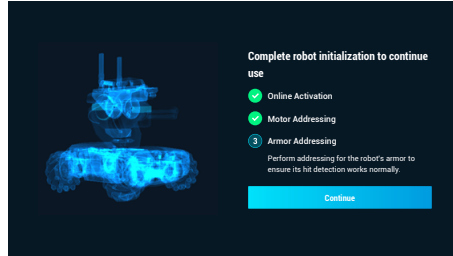 Complete robot initialization to continue
use
Online Activation
Motor Addressing
3 Armor Addressing
Perform addressing for the robot's armor to
ensure its hit detection works normally.
Continue